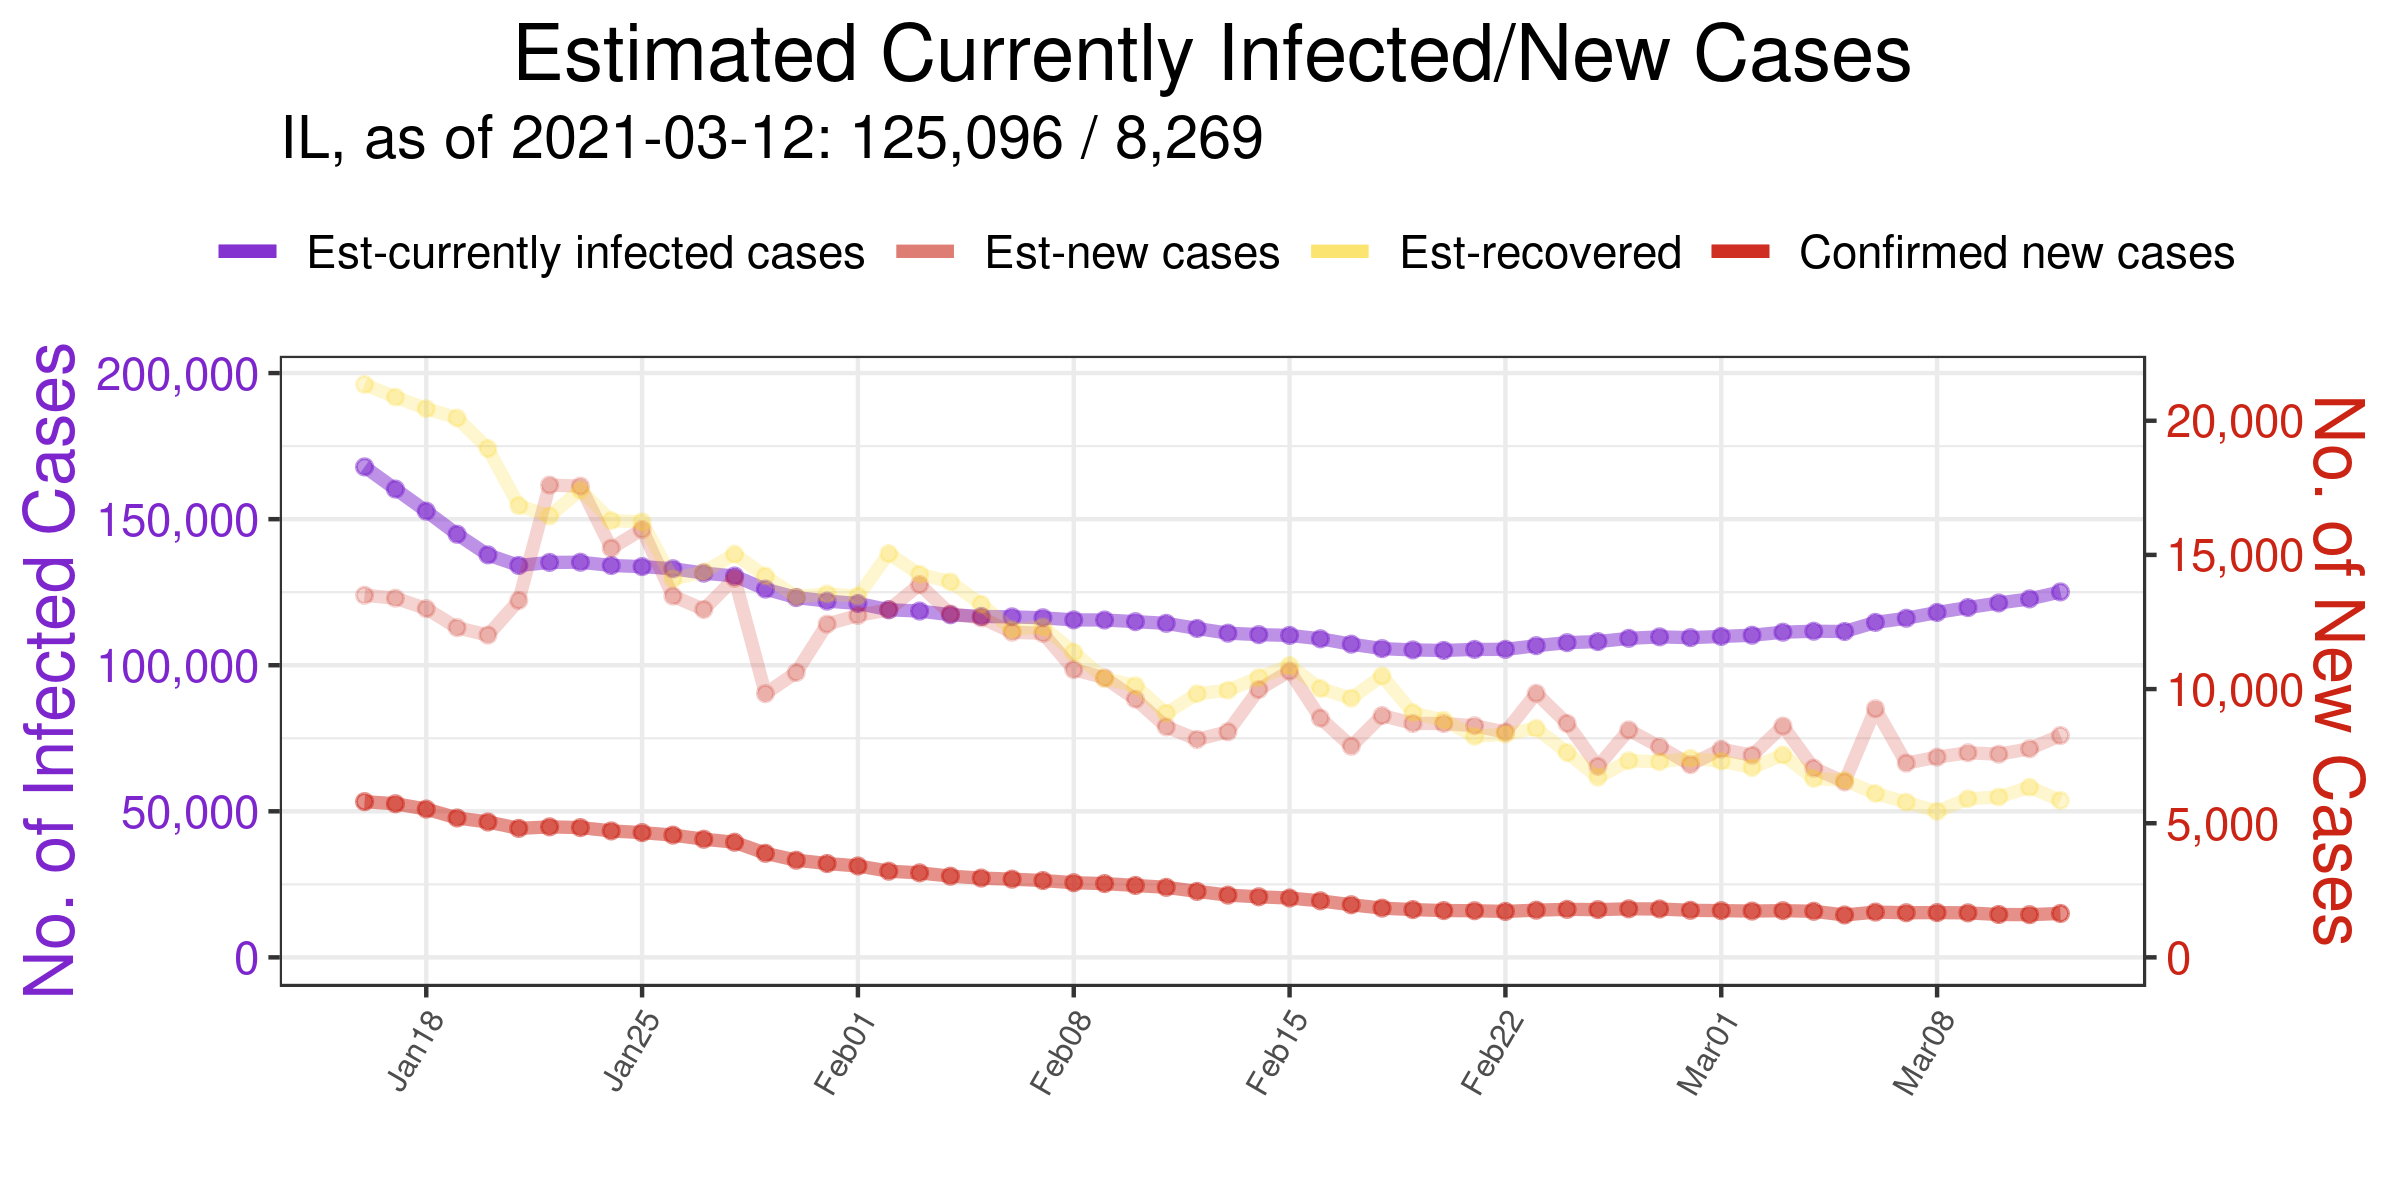 Estimated Currently Infected/New Cases
IL, as of 2021-03-12: 125,096 / 8,269
Est-currently infected cases Est-new cases Est-recovered Confirmed new cases
No. of Infected Cases
200,000
150,000
100,000
50,000
0
20,000
15,000
10,000
5,000
0
No. of New Cases
Jan18 Jan25 Feb01 Feb08 Feb15 Feb22 Mar01 Mar08